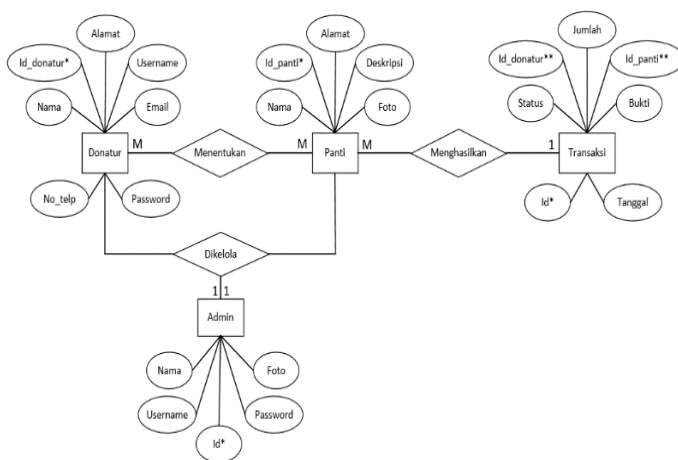 Alamat
Id_donatur*
Username
Nama
Email
Donatur
No_telp
Password
M
Menentukan
M
Alamat
Id_panti*
Deskripsi
Nama
Foto
Panti
M
Menghasilkan
1
Jumlah
Id_donatur**
Id_panti**
Status
Bukti
Transaksi
Id*
Tanggal
Dikelola
1 1
Admin
Nama
Foto
Username
Password
Id*